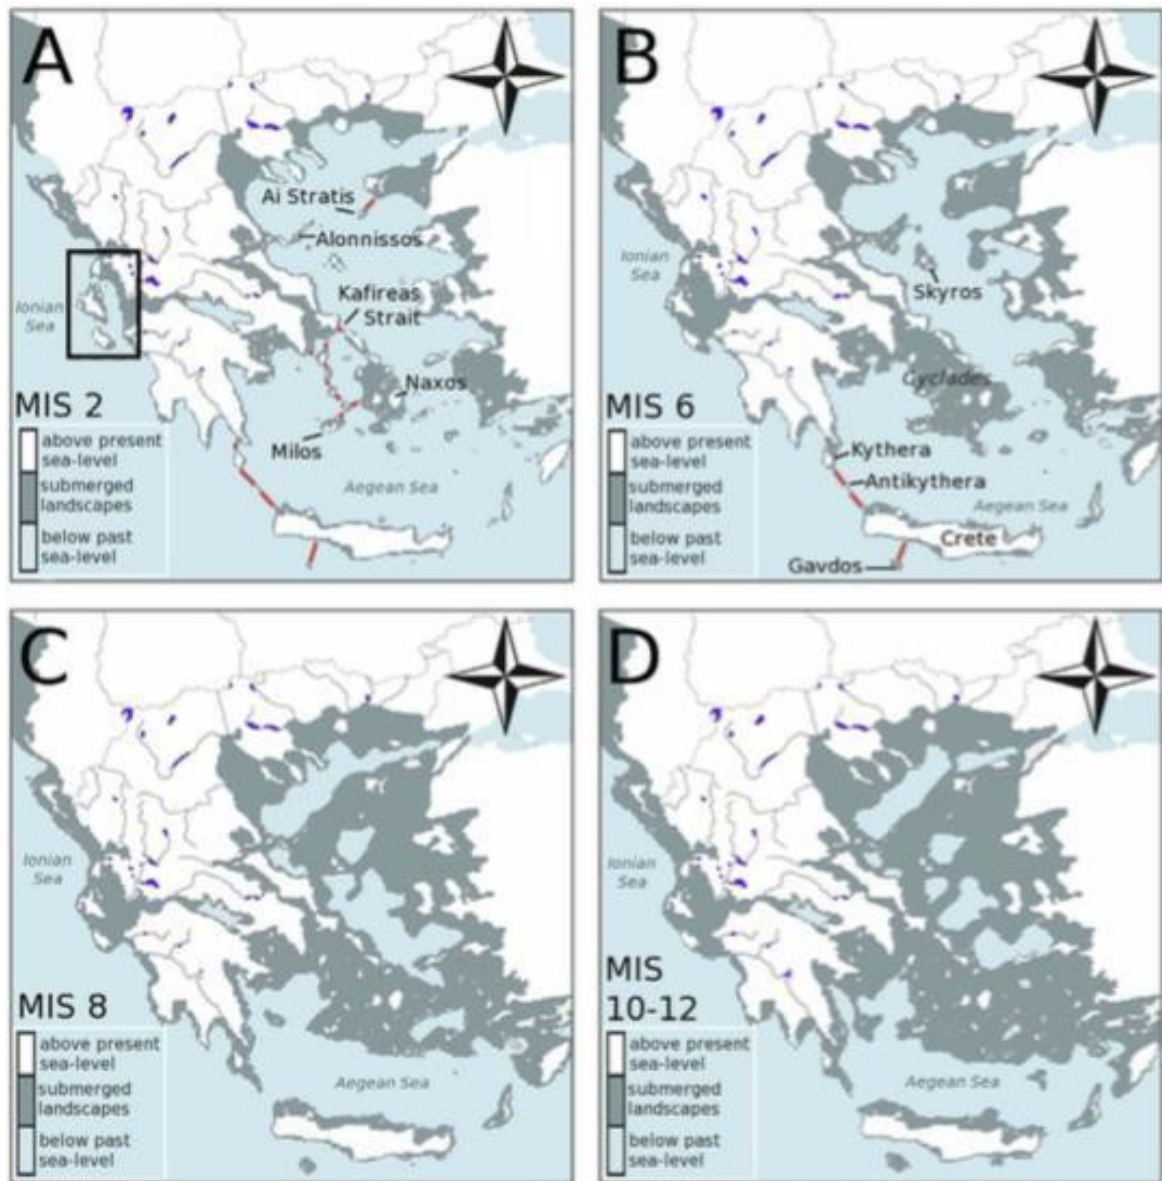 A
Ai Stratis
Alonnissos
Ionian
Sea
Kafireas
Strait
Naxos
MIS 2
Milos
above present
sea-level
submerged
landscapes
below past
sea-level
Aegean Sea
B
Ionian
Sea
Skyros
Cyclades
MIS 6
Kythera
Antikythera
above present
sea-level
submerged
landscapes
below past
sea-level
Aegean Sea
Crete
Gavdos
C
Ionian
Sea
MIS 8
above present
sea-level
submerged
landscapes
below past
sea-level
Aegean Sea
D
Ionian
Sea
MIS
10-12
above present
sea-level
submerged
landscapes
below past
sea-level
Aegean Sea